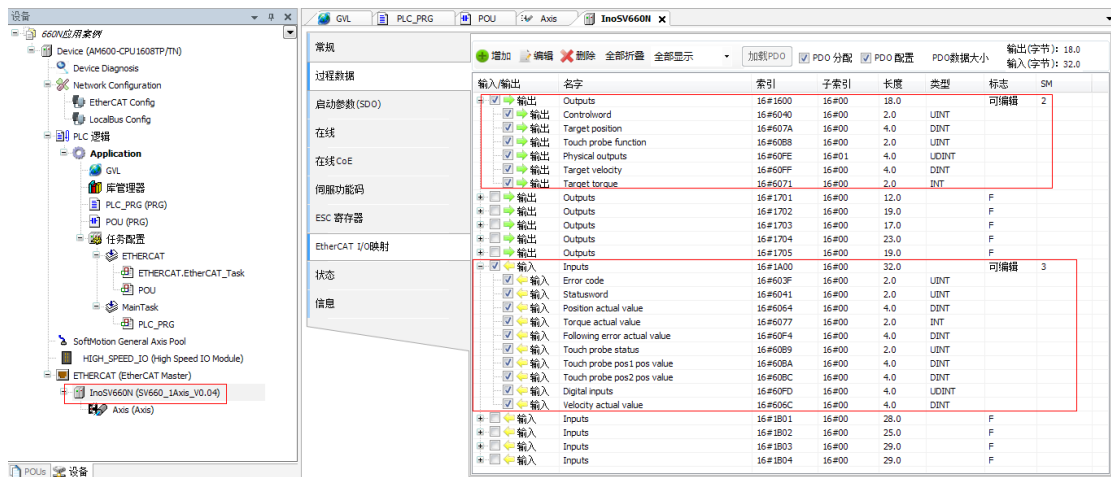 设备
660N应用案例
Device (AM600-CPU1608TP/TN)
Device Diagnosis
Network Configuration
EtherCAT Config
LocalBus Config
PLC 逻辑
Application
GVL
库管理器
PLC_PRG (PRG)
POU (PRG)
任务配置
ETHERCAT
ETHERCAT.EtherCAT_Task
POU
MainTask
PLC_PRG
SoftMotion General Axis Pool
HIGH_SPEED_IO (High Speed IO Module)
ETHERCAT (EtherCAT Master)
InoSV660N (SV660_1Axis_V0.04)
Axis (Axis)
POUs 设备
GVL PLC_PRG POU Axis InoSV660N
常规
过程数据
启动参数(SDO)
在线
在线CoE
伺服功能码
ESC 寄存器
EtherCAT I/O映射
状态
信息
增加 编辑 删除 全部折叠 全部显示 加载PDO PDO 分配 PDO 配置 PDO数据大小 输出(字节): 18.0
输入(字节): 32.0
输入/输出 名字 索引 子索引 长度 类型 标志 SM
输出 Outputs 16#1600 16#00 18.0 可编辑 2
输出 Controlword 16#6040 16#00 2.0 UINT
输出 Target position 16#607A 16#00 4.0 DINT
输出 Touch probe function 16#60B8 16#00 2.0 UINT
输出 Physical outputs 16#60FE 16#01 4.0 UDINT
输出 Target velocity 16#60FF 16#00 4.0 DINT
输出 Target torque 16#6071 16#00 2.0 INT
输出 Outputs 16#1701 16#00 12.0 F
输出 Outputs 16#1702 16#00 19.0 F
输出 Outputs 16#1703 16#00 17.0 F
输出 Outputs 16#1704 16#00 23.0 F
输出 Outputs 16#1705 16#00 19.0 F
输入 Inputs 16#1A00 16#00 32.0 可编辑 3
输入 Error code 16#603F 16#00 2.0 UINT
输入 Statusword 16#6041 16#00 2.0 UINT
输入 Position actual value 16#6064 16#00 4.0 DINT
输入 Torque actual value 16#6077 16#00 2.0 INT
输入 Following error actual value 16#60F4 16#00 4.0 DINT
输入 Touch probe status 16#60B9 16#00 2.0 UINT
输入 Touch probe pos1 pos value 16#60BA 16#00 4.0 DINT
输入 Touch probe pos2 pos value 16#60BC 16#00 4.0 DINT
输入 Digital inputs 16#60FD 16#00 4.0 UDINT
输入 Velocity actual value 16#606C 16#00 4.0 DINT
输入 Inputs 16#1B01 16#00 28.0 F
输入 Inputs 16#1B02 16#00 25.0 F
输入 Inputs 16#1B03 16#00 29.0 F
输入 Inputs 16#1B04 16#00 29.0 F